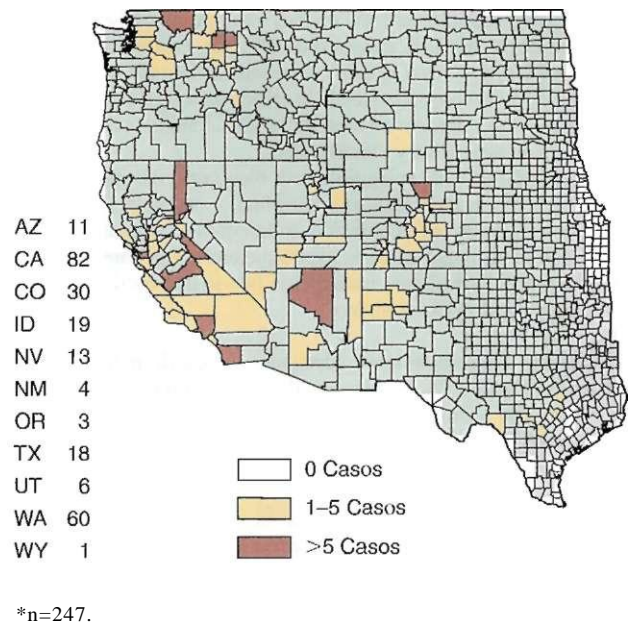 AZ 11
CA 82
CO 30
ID 19
NV 13
NM 4
OR 3
TX 18
UT 6
WA 60
WY 1
0 Casos
1–5 Casos
>5 Casos
*n=247.